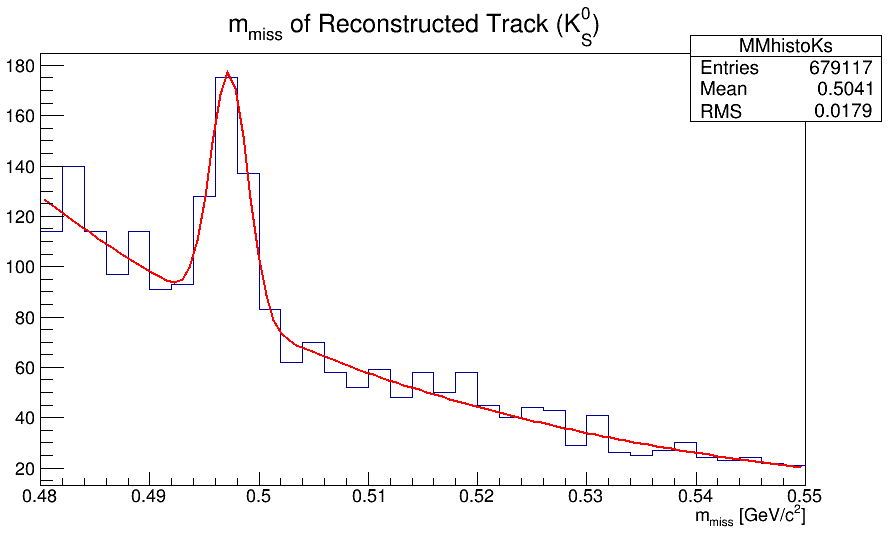 m_miss of Reconstructed Track (K^0_S)
MMhistoKs
Entries 679117
Mean 0.5041
RMS 0.0179
180
160
140
120
100
80
60
40
20
0.48 0.49 0.5 0.51 0.52 0.53 0.54 0.55
m_miss [GeV/c^2]